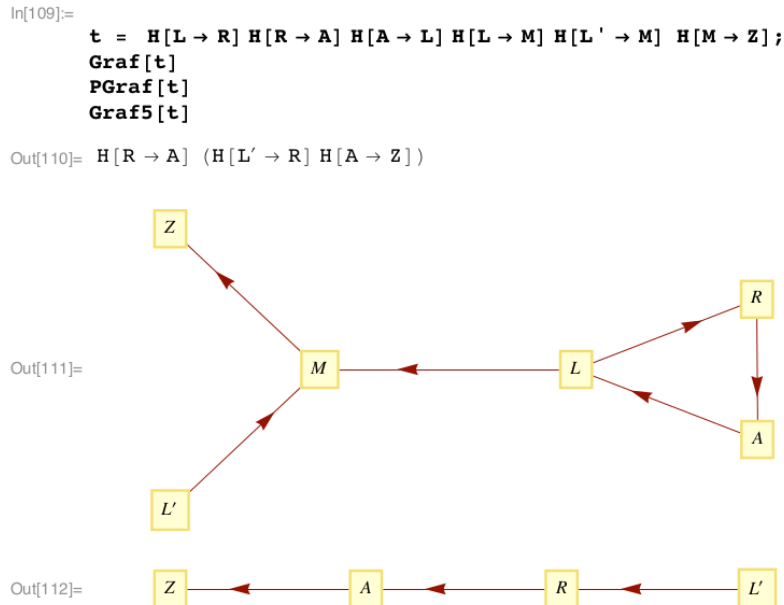 In[109]:=
t = H[L → R] H[R → A] H[A → L] H[L → M] H[L' → M] H[M → Z];
Graf[t]
PGraf[t]
Graf5[t]
Out[110]= H[R → A] (H[L′ → R] H[A → Z])
Z
R
Out[111]=
M
L
A
L′
Out[112]=
Z A R L′